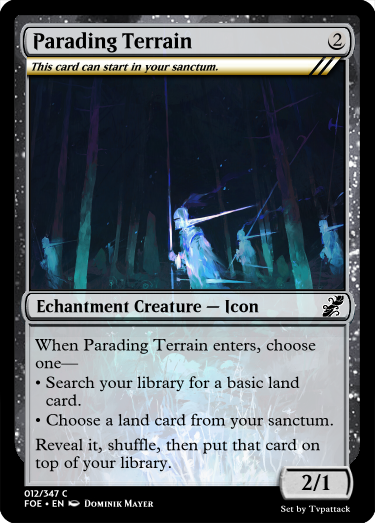 Parading Terrain 2
This card can start in your sanctum.
Echantment Creature — Icon
When Parading Terrain enters, choose
one—
• Search your library for a basic land
card.
• Choose a land card from your sanctum.
Reveal it, shuffle, then put that card on
top of your library.
2/1
012/347 C
FOE • EN Dominik Mayer
Set by Tvpattack